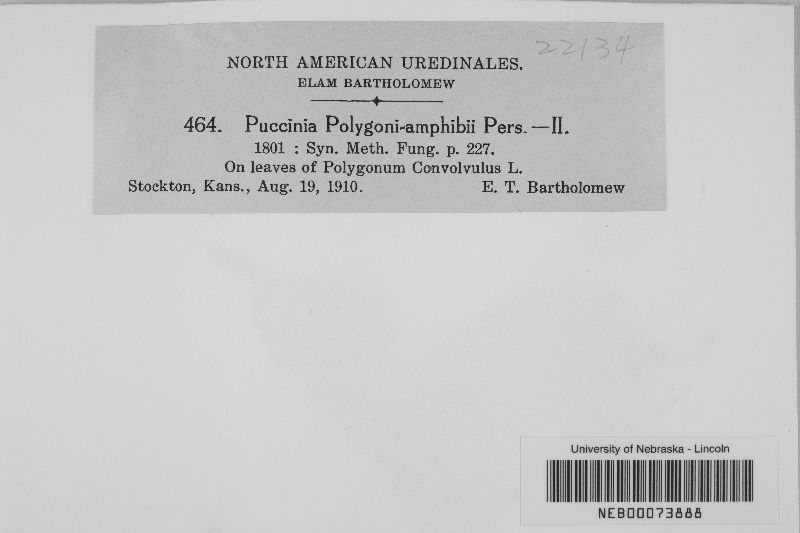 22134
NORTH AMERICAN UREDINALES.
ELAM BARTHOLOMEW
464. Puccinia Polygoni-amphibii Pers.—II.
1801 : Syn. Meth. Fung. p. 227.
On leaves of Polygonum Convolvulus L.
Stockton, Kans., Aug. 19, 1910. E. T. Bartholomew
University of Nebraska - Lincoln
NEB00073888